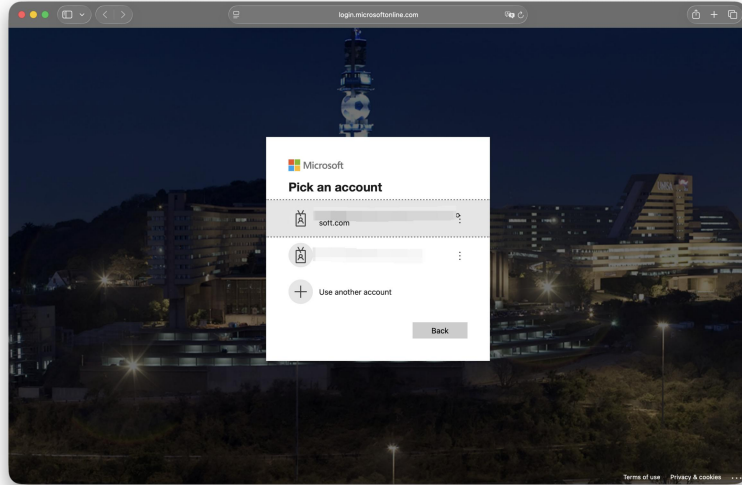 login.microsoftonline.com
Microsoft
Pick an account
soft.com
Use another account
Back
Terms of use Privacy & cookies ...